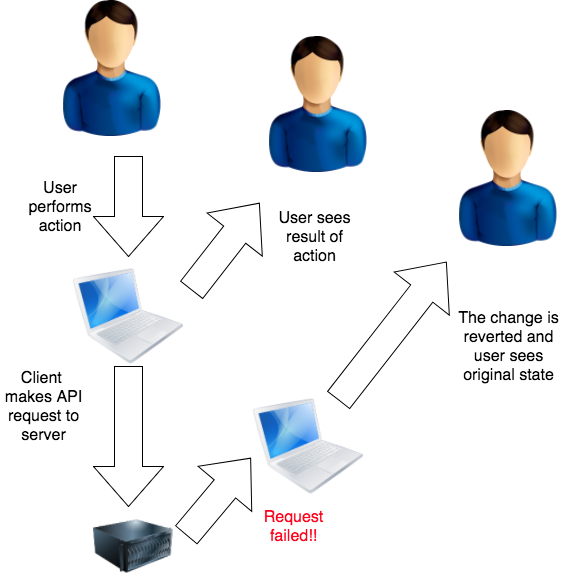 User
performs
action
User sees
result of
action
Client
makes API
request to
server
The change is
reverted and
user sees
original state
Request
failed!!